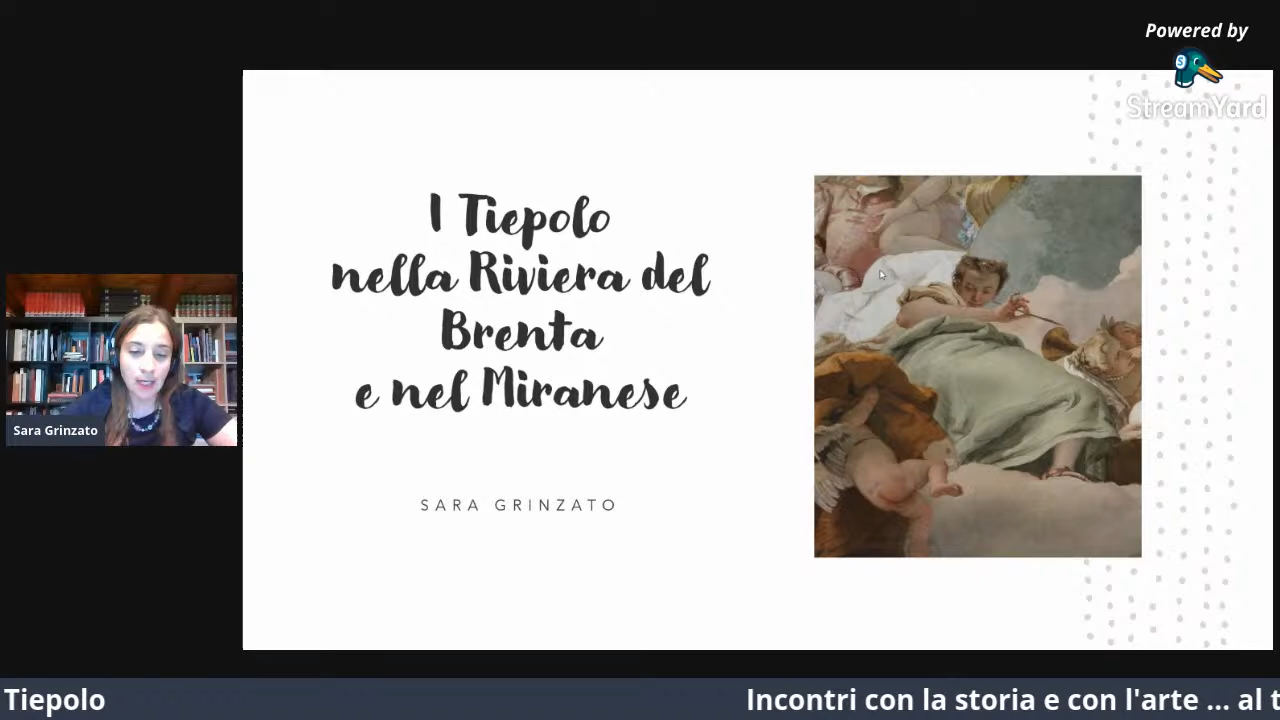 Powered by
StreamYard
I Tiepolo
nella Riviera del
Brenta
e nel Miranese
SARA GRINZATO
Sara Grinzato
Tiepolo
Incontri con la storia e con l'arte ... al t